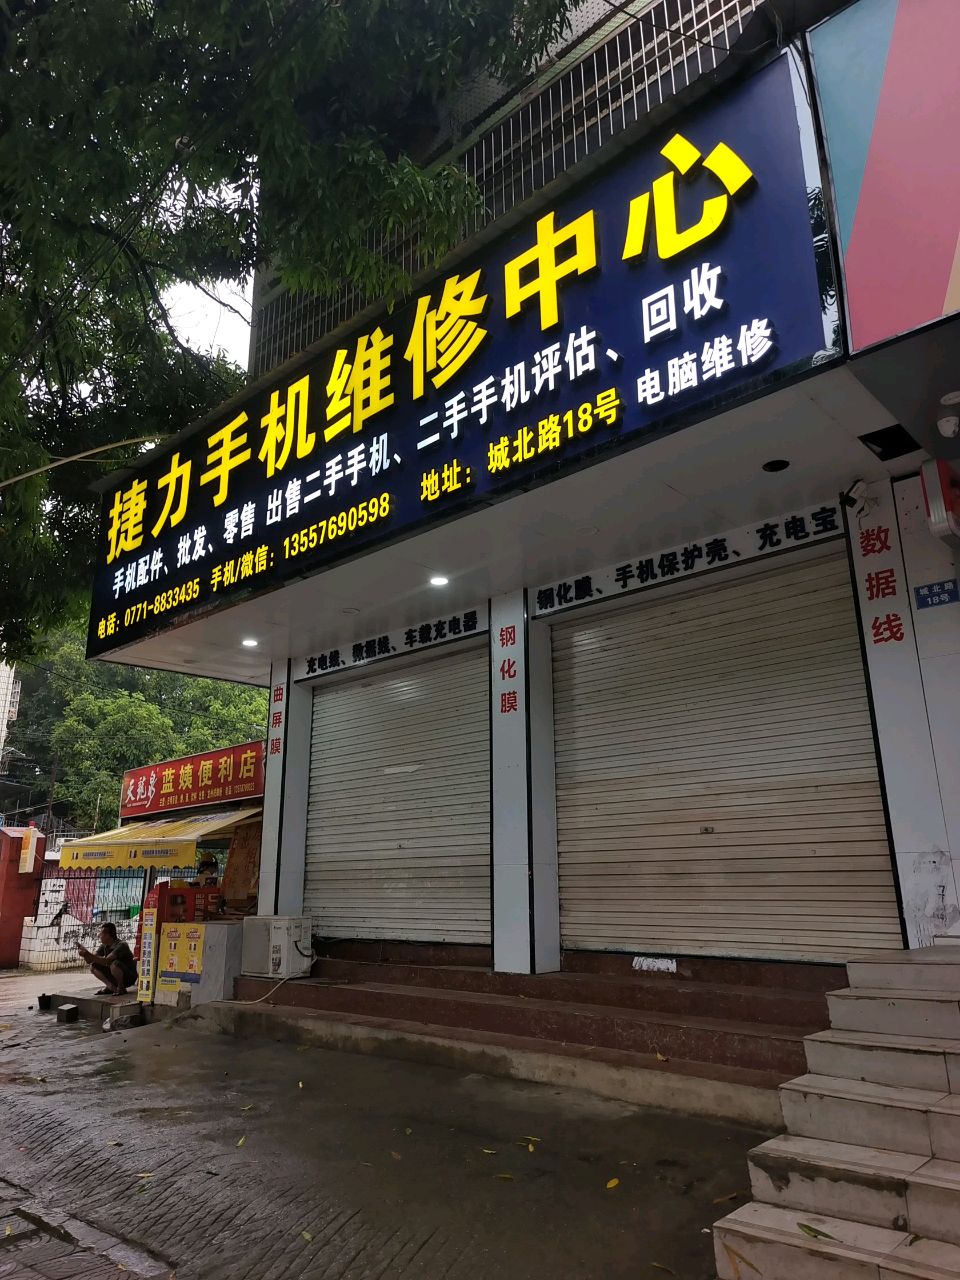 捷力手机维修中心
手机配件、批发、零售 出售二手手机、二手手机评估、回收
电话：0771-8833435 手机/微信：13557690598 地址：城北路18号 电脑维修
充电线、数据线、车载充电器
钢化膜、手机保护壳、充电宝
曲屏膜
钢化膜
数据线
城北路
18号
天龙泉
蓝姨便利店